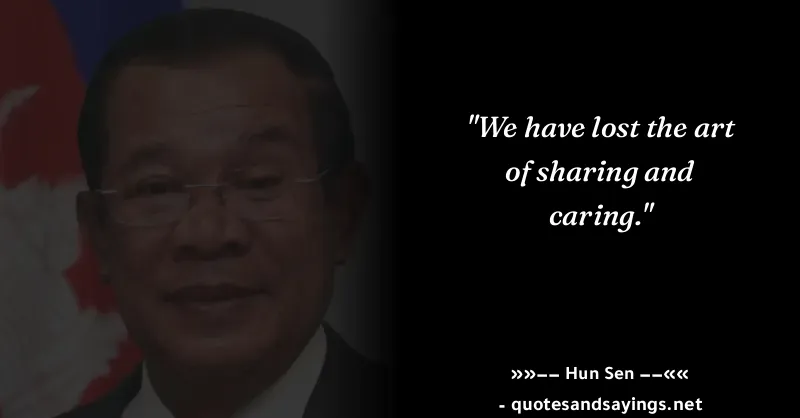 "We have lost the art
of sharing and
caring."
»»−− Hun Sen −−««
- quotesandsayings.net